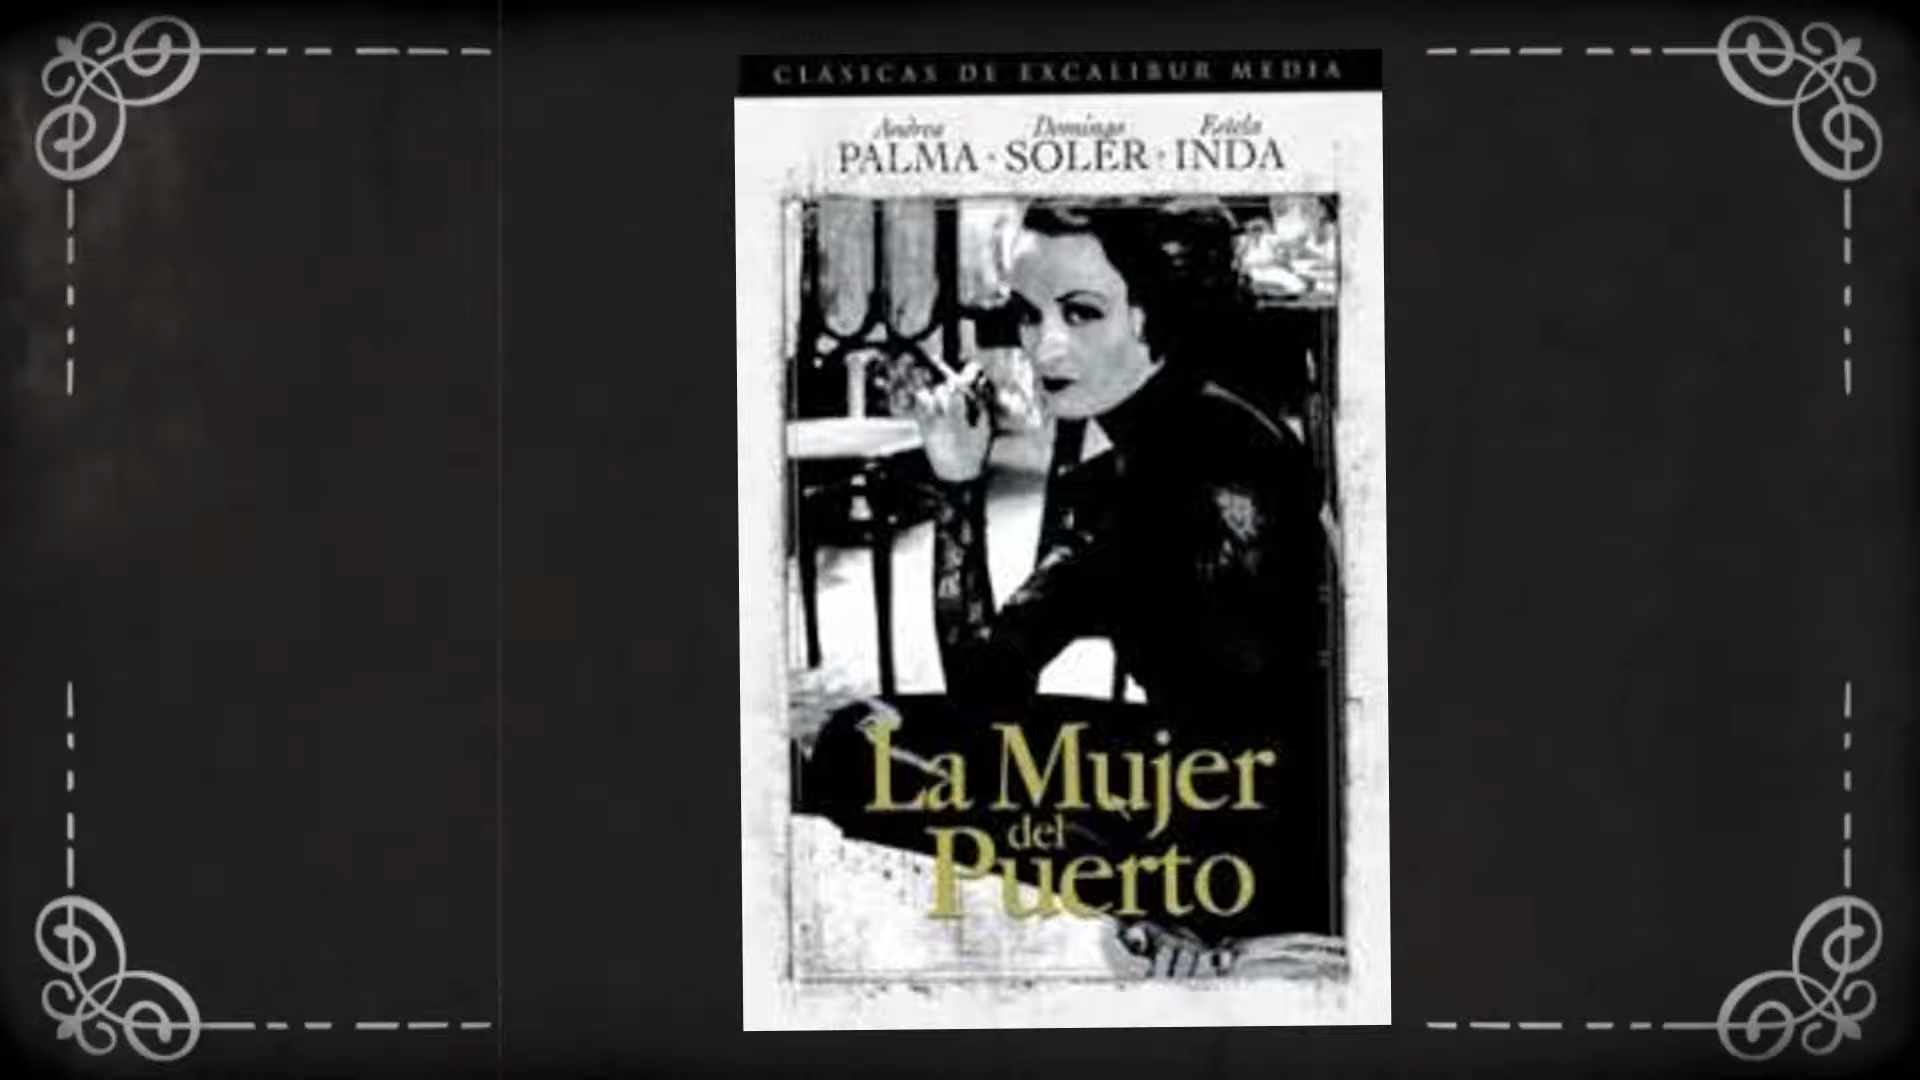 CLASICAS DE EXCALIBUR MEDIA
Andrea Domingo Estela
PALMA · SOLER · INDA
La Mujer
del
Puerto